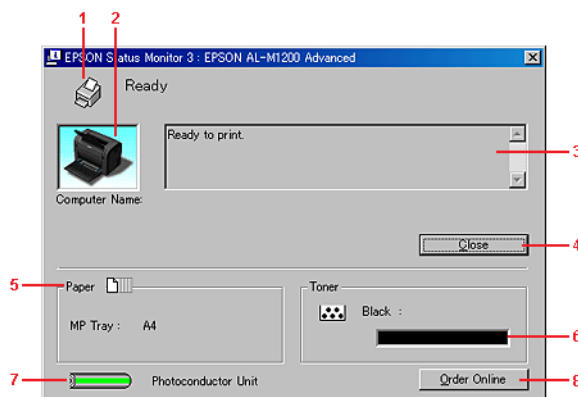 1 2
EPSON Status Monitor 3 : EPSON AL-M1200 Advanced
Ready
Ready to print.
3
Computer Name:
Close
4
5
Paper
Toner
MP Tray : A4
Black :
6
7
Photoconductor Unit
Order Online
8